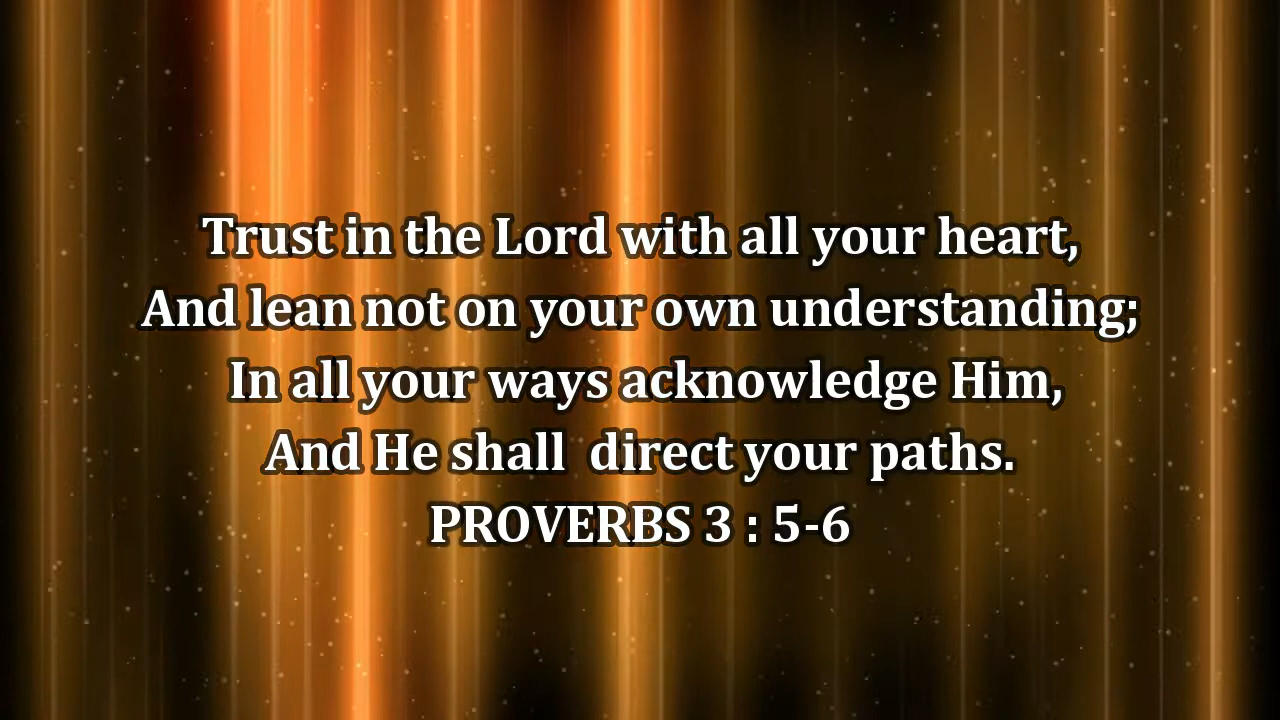 Trust in the Lord with all your heart,
And lean not on your own understanding;
In all your ways acknowledge Him,
And He shall  direct your paths.
PROVERBS 3 : 5-6